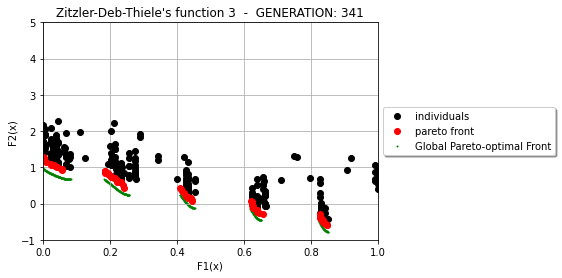 Zitzler-Deb-Thiele's function 3 - GENERATION: 341
5
4
3
2
1
0
-1
F2(x)
0.0 0.2 0.4 0.6 0.8 1.0
F1(x)
individuals
pareto front
Global Pareto-optimal Front